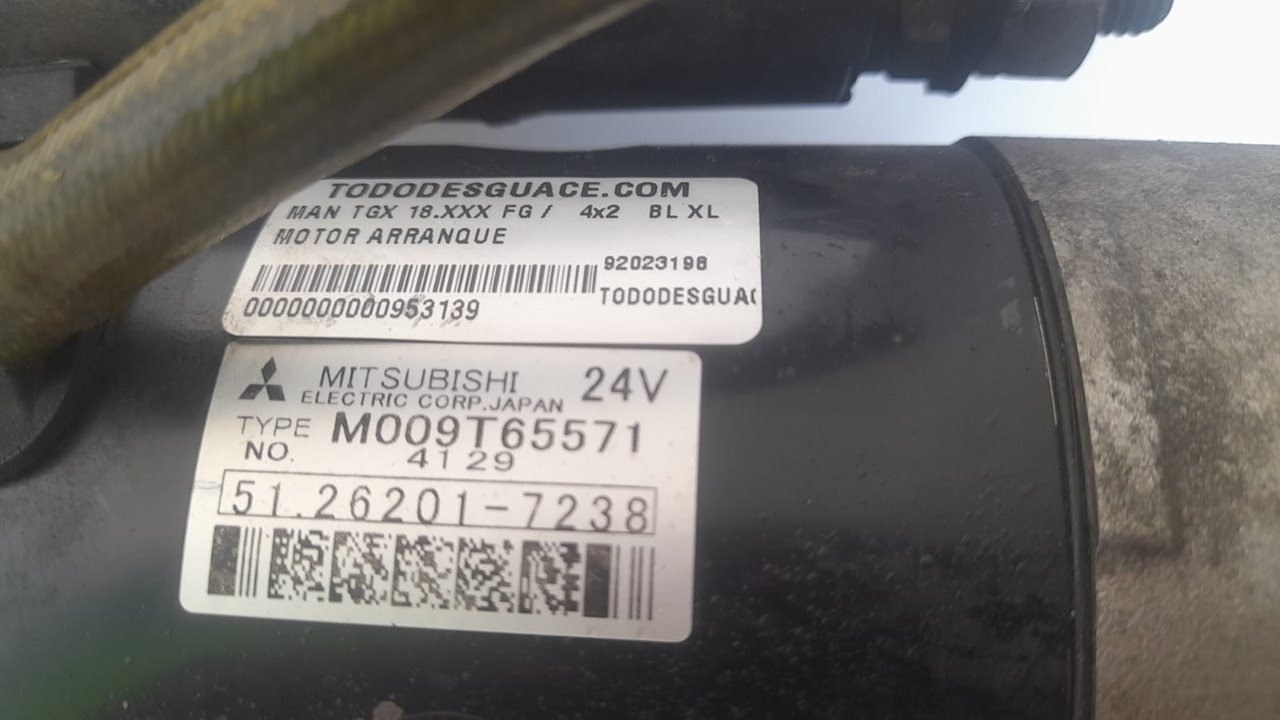 TODODESGUACE.COM
MAN TGX 18.XXX FG / 4x2 BL XL
MOTOR ARRANQUE
92023198
TODODESGUAC
0000000000953139
MITSUBISHI 24V
ELECTRIC CORP. JAPAN
TYPE M009T65571
NO. 4129
51.26201-7238